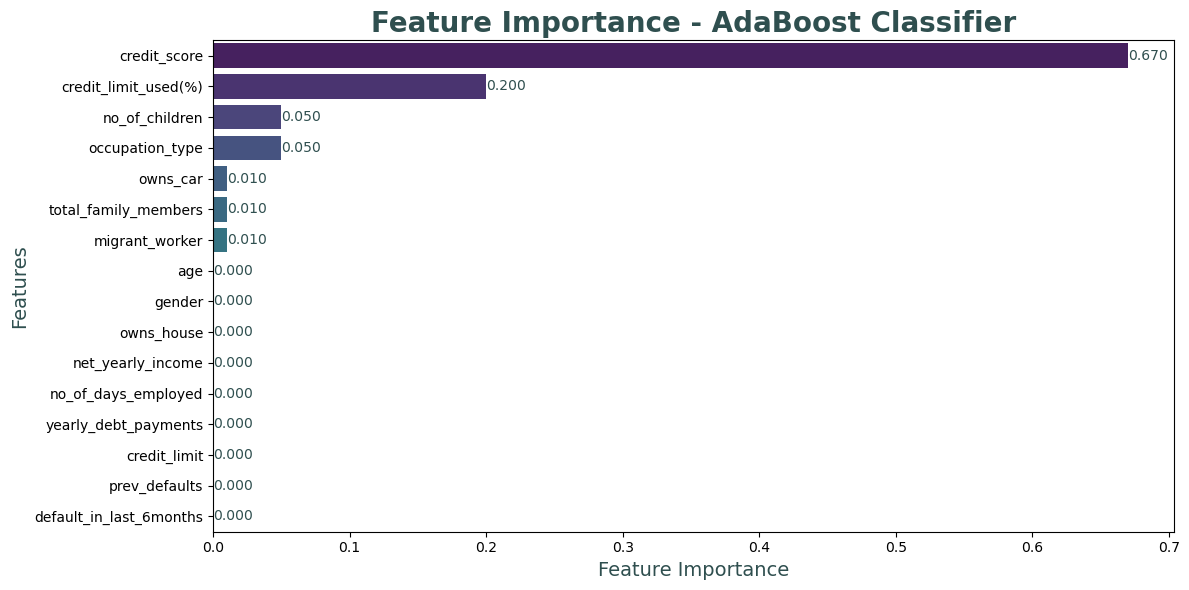 Feature Importance - AdaBoost Classifier
credit_score 0.670
credit_limit_used(%) 0.200
no_of_children 0.050
occupation_type 0.050
owns_car 0.010
total_family_members 0.010
migrant_worker 0.010
age 0.000
gender 0.000
owns_house 0.000
net_yearly_income 0.000
no_of_days_employed 0.000
yearly_debt_payments 0.000
credit_limit 0.000
prev_defaults 0.000
default_in_last_6months 0.000
Features
0.0 0.1 0.2 0.3 0.4 0.5 0.6 0.7
Feature Importance